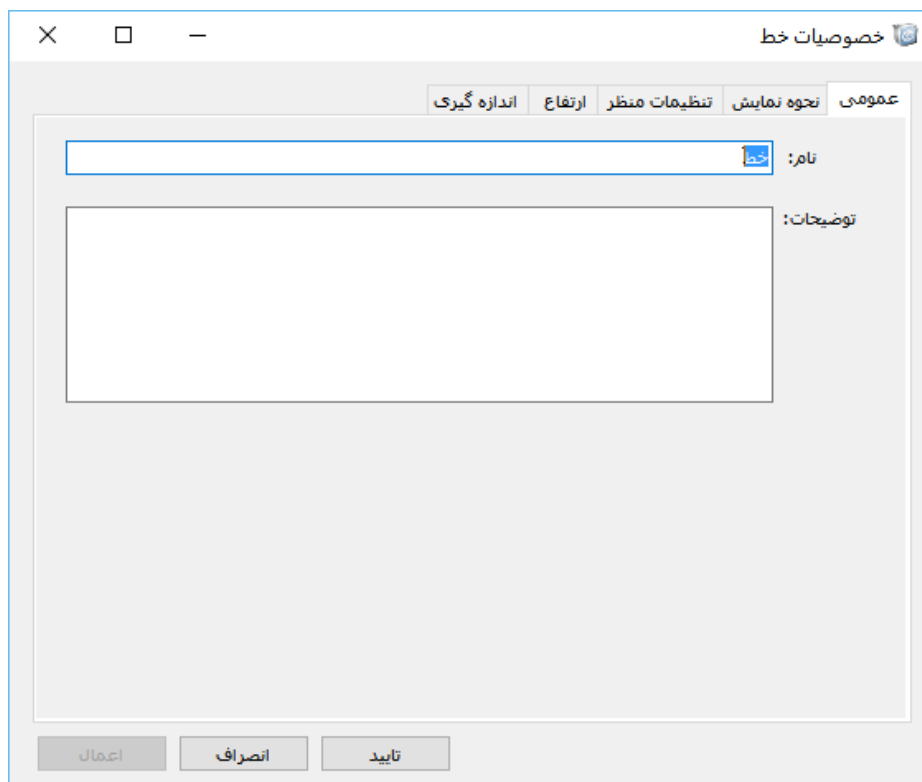 خصوصیات خط
عمومی نحوه نمایش تنظیمات منظر ارتفاع اندازه گیری
نام: خط
توضیحات:
تایید انصراف اعمال